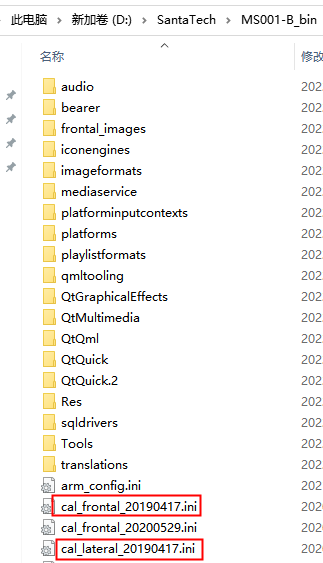 此电脑 > 新加卷 (D:) > SantaTech > MS001-B_bin
名称 修改
audio 202
bearer 202
frontal_images 202
iconengines 202
imageformats 202
mediaservice 202
platforminputcontexts 202
platforms 202
playlistformats 202
qmltooling 202
QtGraphicalEffects 202
QtMultimedia 202
QtQml 202
QtQuick 202
QtQuick.2 202
Res 202
sqldrivers 202
Tools 202
translations 202
arm_config.ini 202
cal_frontal_20190417.ini 202
cal_frontal_20200529.ini 202
cal_lateral_20190417.ini 202